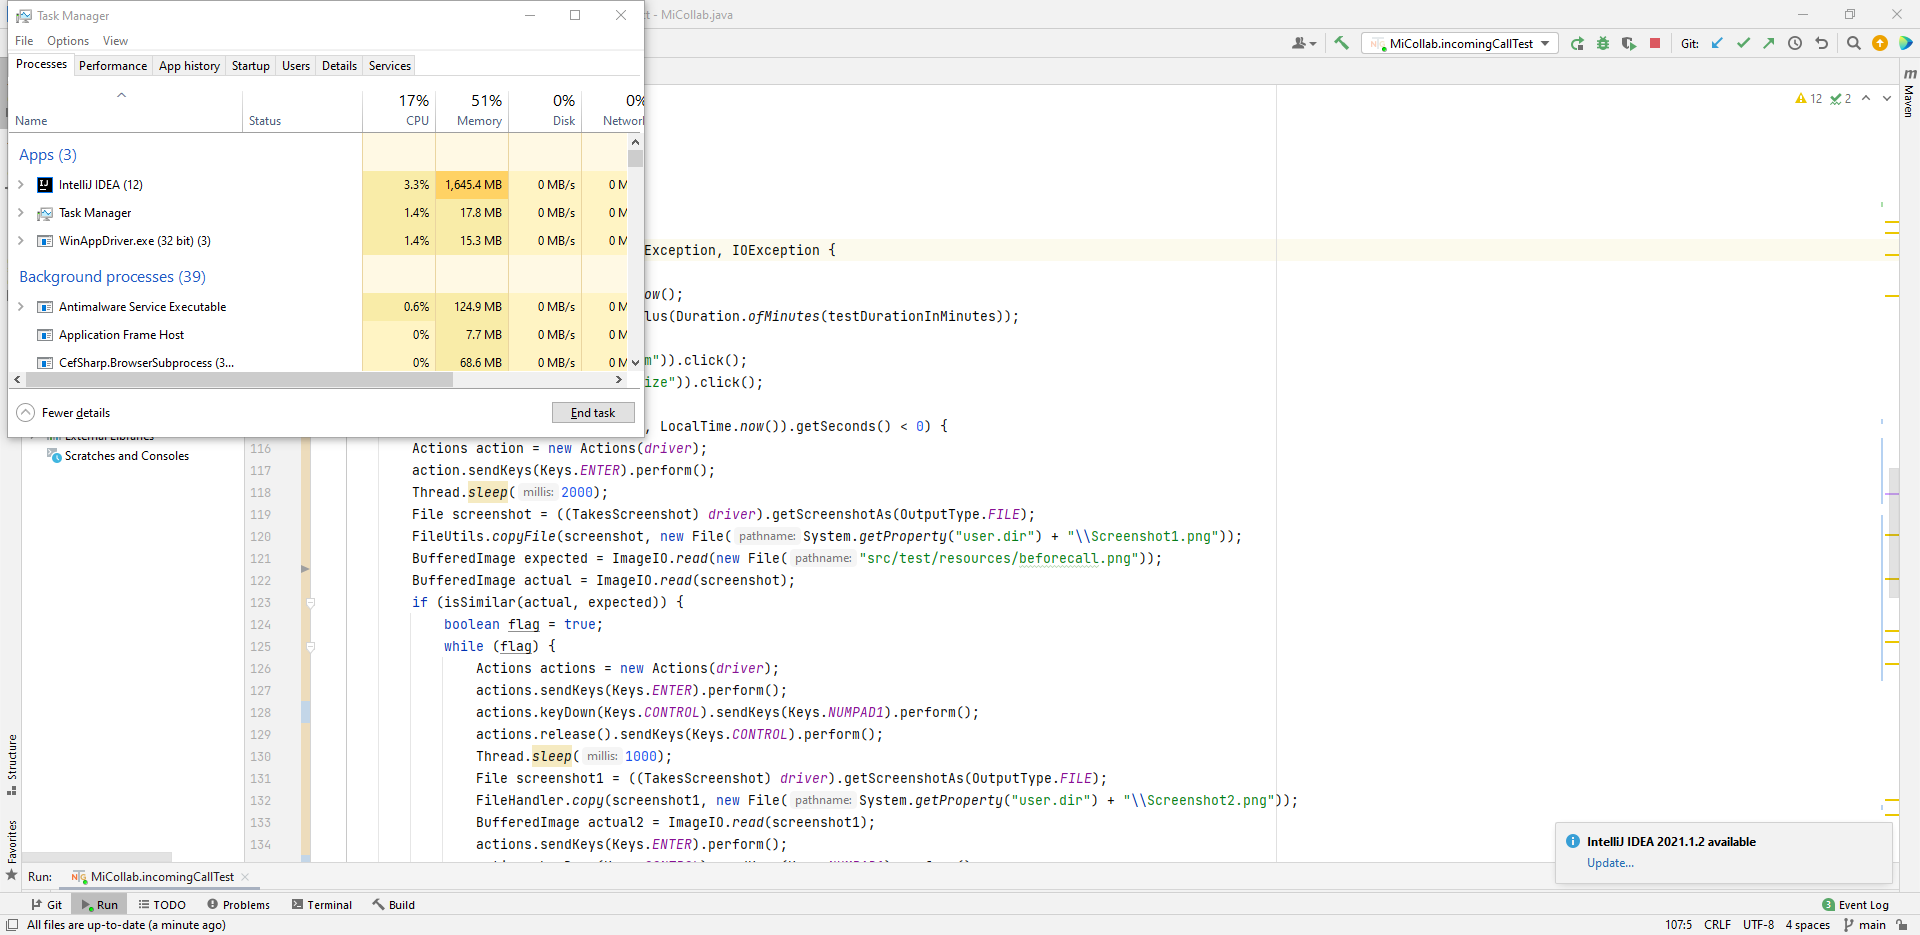 Task Manager
t - MiCollab.java
File Options View
MiCollab.incomingCallTest
Git:
Processes Performance App history Startup Users Details Services
17% 51% 0% 0%
Name Status CPU Memory Disk Networ
Apps (3)
IntelliJ IDEA (12) 3.3% 1,645.4 MB 0 MB/s 0 M
Task Manager 1.4% 17.8 MB 0 MB/s 0 M
WinAppDriver.exe (32 bit) (3) 1.4% 15.3 MB 0 MB/s 0 M
Background processes (39)
Antimalware Service Executable 0.6% 124.9 MB 0 MB/s 0 M
Application Frame Host 0% 7.7 MB 0 MB/s 0 M
CefSharp.BrowserSubprocess (3... 0% 68.6 MB 0 MB/s 0 M
Fewer details End task
12 2
m Maven
Exception, IOException {
ow();
lus(Duration.ofMinutes(testDurationInMinutes));
m")).click();
ize")).click();
, LocalTime.now()).getSeconds() < 0) {
External Libraries
Scratches and Consoles
116 Actions action = new Actions(driver);
117 action.sendKeys(Keys.ENTER).perform();
118 Thread.sleep( millis: 2000);
119 File screenshot = ((TakesScreenshot) driver).getScreenshotAs(OutputType.FILE);
120 FileUtils.copyFile(screenshot, new File( pathname: System.getProperty("user.dir") + "\\Screenshot1.png"));
121 BufferedImage expected = ImageIO.read(new File( pathname: "src/test/resources/beforecall.png"));
122 BufferedImage actual = ImageIO.read(screenshot);
123 if (isSimilar(actual, expected)) {
124 boolean flag = true;
125 while (flag) {
126 Actions actions = new Actions(driver);
127 actions.sendKeys(Keys.ENTER).perform();
128 actions.keyDown(Keys.CONTROL).sendKeys(Keys.NUMPAD1).perform();
129 actions.release().sendKeys(Keys.CONTROL).perform();
130 Thread.sleep( millis: 1000);
131 File screenshot1 = ((TakesScreenshot) driver).getScreenshotAs(OutputType.FILE);
132 FileHandler.copy(screenshot1, new File( pathname: System.getProperty("user.dir") + "\\Screenshot2.png"));
133 BufferedImage actual2 = ImageIO.read(screenshot1);
134 actions.sendKeys(Keys.ENTER).perform();
Structure
Favorites
IntelliJ IDEA 2021.1.2 available
Update...
Run: MiCollab.incomingCallTest
Git Run TODO Problems Terminal Build 3 Event Log
All files are up-to-date (a minute ago) 107:5 CRLF UTF-8 4 spaces main